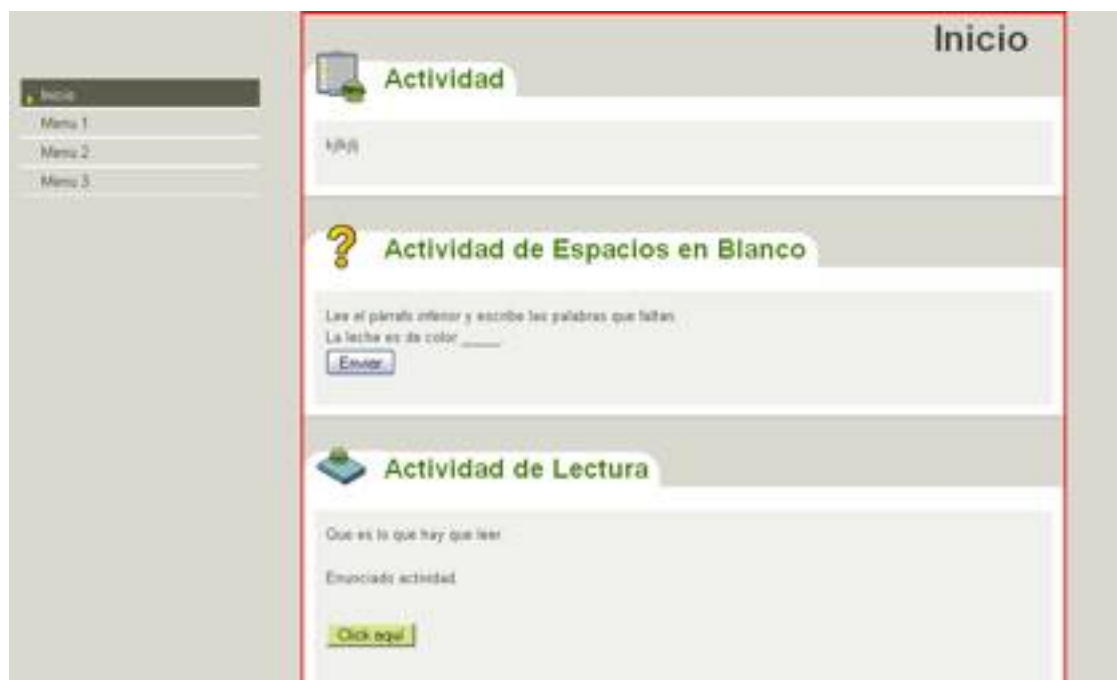 Inicio
Inicio
Menu 1
Menu 2
Menu 3
Actividad
Actividad de Espacios en Blanco
Lee el párrafo inferior y escribe las palabras que faltan.
La leche es de color _____
Enviar
Actividad de Lectura
Que es lo que hay que leer
Enunciado actividad.
Click aquí